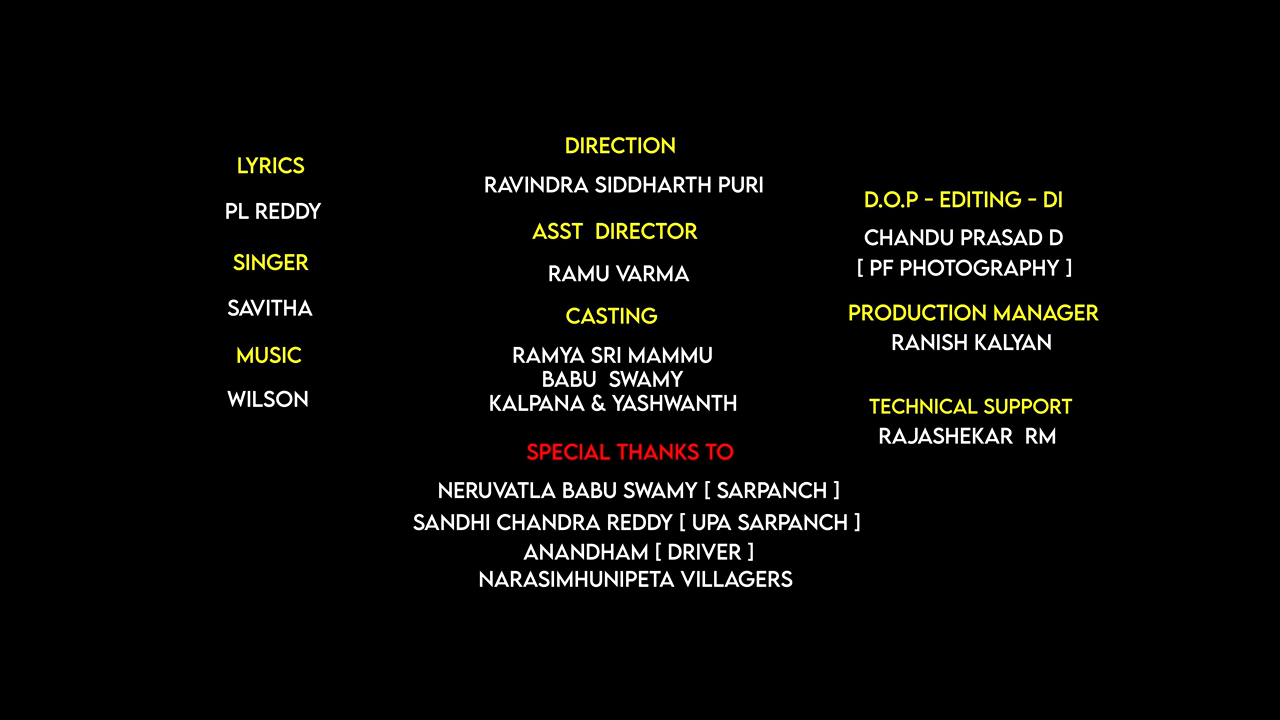 LYRICS
PL REDDY
SINGER
SAVITHA
MUSIC
WILSON
DIRECTION
RAVINDRA SIDDHARTH PURI
ASST DIRECTOR
RAMU VARMA
CASTING
RAMYA SRI MAMMU
BABU SWAMY
KALPANA & YASHWANTH
SPECIAL THANKS TO
NERUVATLA BABU SWAMY [ SARPANCH ]
SANDHI CHANDRA REDDY [ UPA SARPANCH ]
ANANDHAM [ DRIVER ]
NARASIMHUNIPETA VILLAGERS
D.O.P - EDITING - DI
CHANDU PRASAD D
[ PF PHOTOGRAPHY ]
PRODUCTION MANAGER
RANISH KALYAN
TECHNICAL SUPPORT
RAJASHEKAR RM